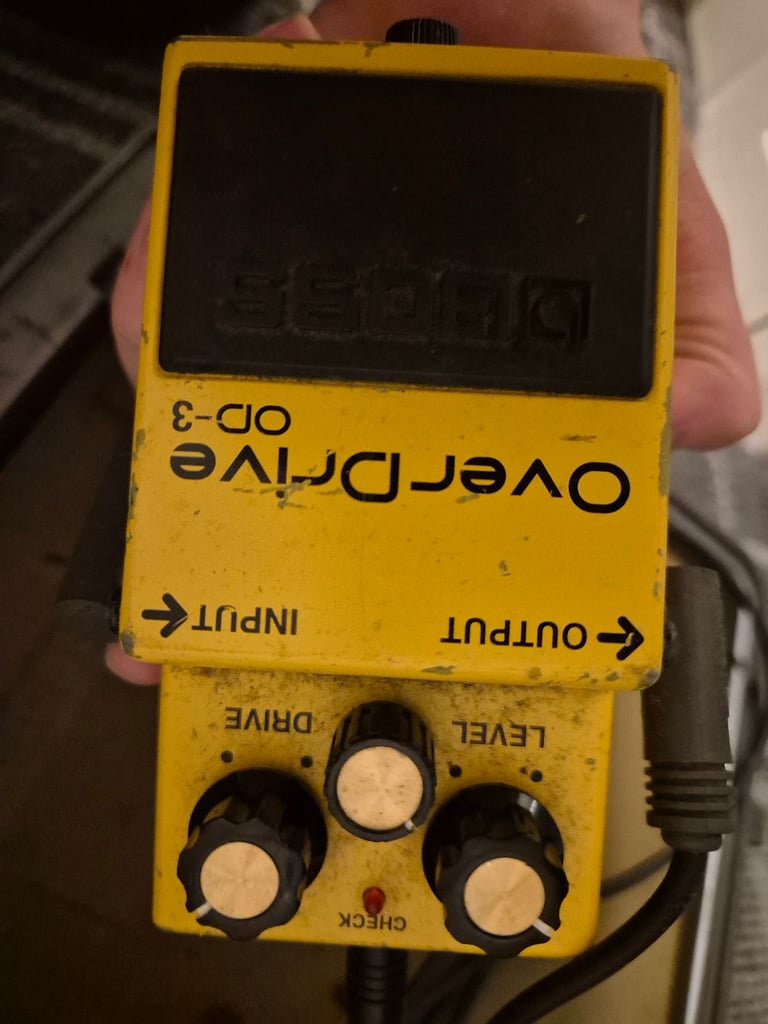 CHECK
LEVEL DRIVE
← OUTPUT INPUT ←
OverDrive
OD-3
BOSS